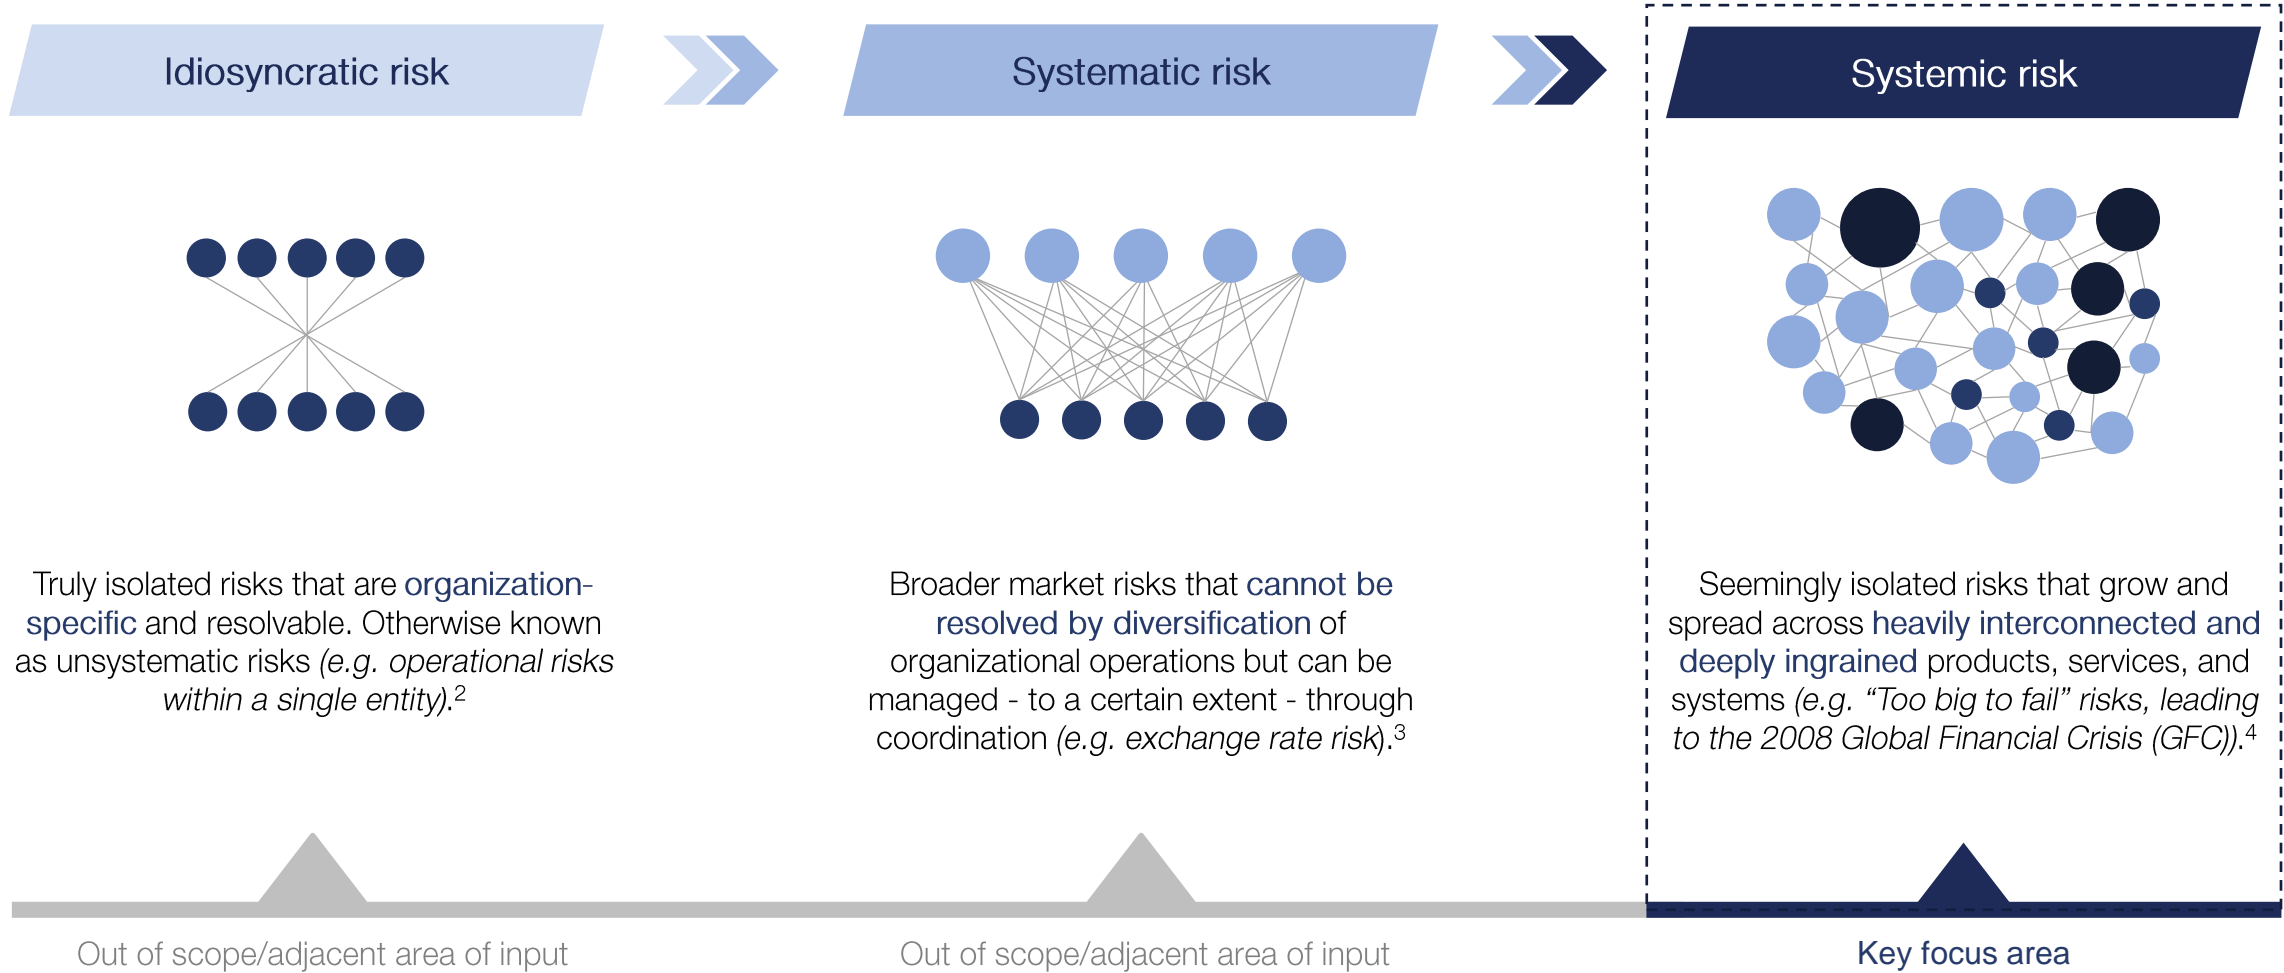 Idiosyncratic risk
Systematic risk
Systemic risk
Truly isolated risks that are organization-
specific and resolvable. Otherwise known
as unsystematic risks (e.g. operational risks
within a single entity).2
Broader market risks that cannot be
resolved by diversification of
organizational operations but can be
managed - to a certain extent - through
coordination (e.g. exchange rate risk).3
Seemingly isolated risks that grow and
spread across heavily interconnected and
deeply ingrained products, services, and
systems (e.g. “Too big to fail” risks, leading
to the 2008 Global Financial Crisis (GFC)).4
Out of scope/adjacent area of input
Out of scope/adjacent area of input
Key focus area